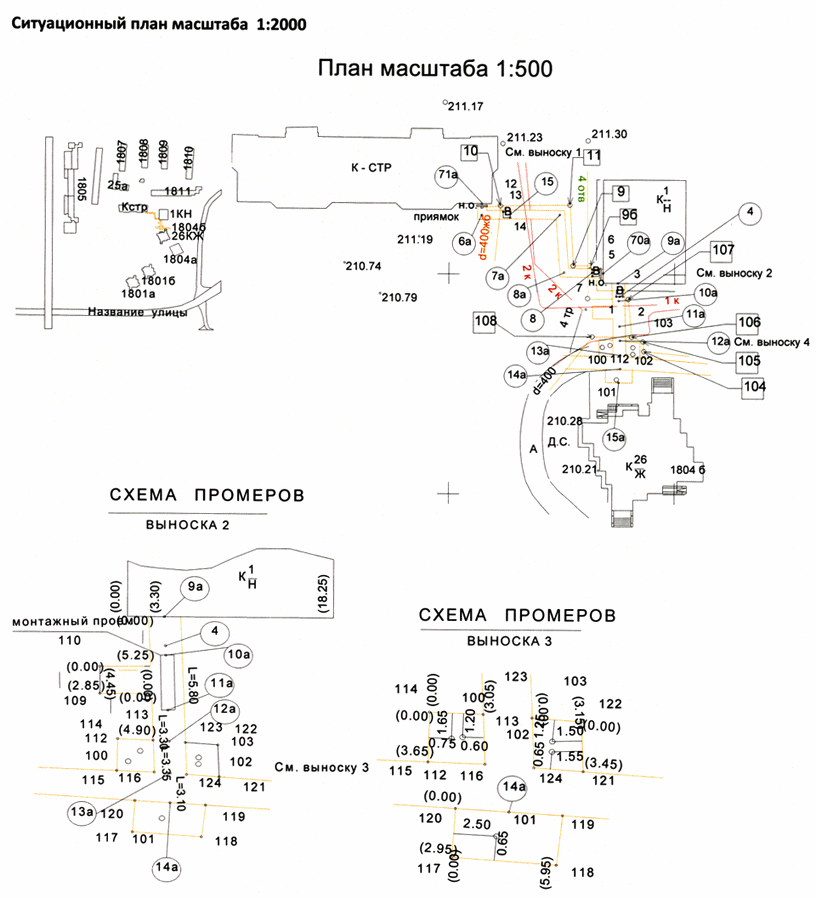 Ситуационный план масштаба 1:2000
План масштаба 1:500
211.17
211.23
211.30
См. выноску 1
10
11
К - СТР
71а
15
12
13
н.о.
В
14
приямок
4 отв
9
9б
К 1 Н
4
6а
d=400жб
211.19
6
5
70а
9а
107
210.74
7а
2 к
В
н.о.
3
См. выноску 2
8а
2 к
7
В
10а
210.79
8
1
2
1 к
11а
108
4 тр
103
106
12а
См. выноску 4
13а
100
112
102
105
14а
d=400
101
104
210.28
15а
А
Д.С.
210.21
К 26 Ж
1804 б
1807
1808
1809
1810
1805
25а
1811
Кстр
1КН
1804б
26КЖ
1804а
1801б
1801а
Название улицы
СХЕМА ПРОМЕРОВ
ВЫНОСКА 2
К 1 Н
(0.00)
(3.30)
9а
(18.25)
монтажный проем
(0.00)
110
4
(5.25)
10а
(0.00)
(4.45)
(0.00)
L=5.80
(2.85)
11а
109
(0.00)
12а
113
114
(4.90)
L=3.30
123
122
112
103
100
L=3.35
102
См. выноску 3
115
116
124
121
L=3.10
13а
120
119
117
101
118
14а
СХЕМА ПРОМЕРОВ
ВЫНОСКА 3
114
(0.00)
100
(3.05)
123
103
(0.00)
(3.15)
122
(0.00)
1.65
1.20
113
102
1.25
1.50
(0.00)
0.75
0.60
(3.65)
0.65
1.55
(3.45)
115
112
116
124
121
(0.00)
14а
120
101
119
2.50
0.65
(2.95)
117
(0.00)
(5.95)
118